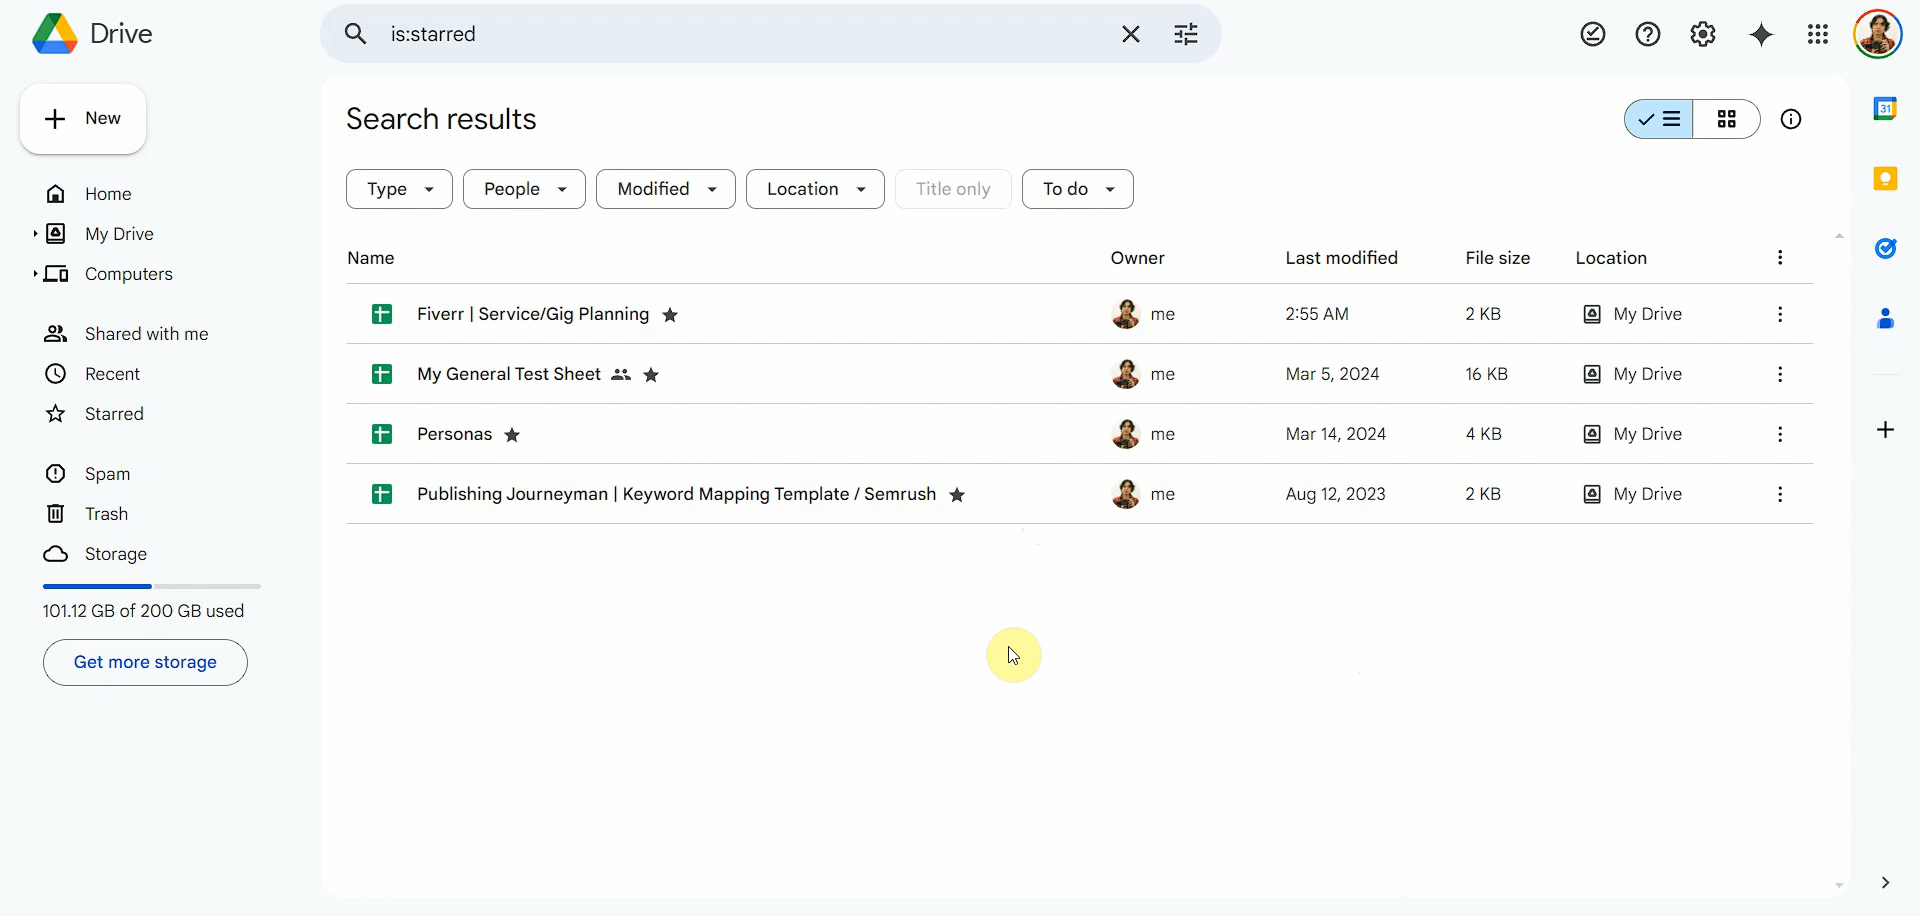 Drive
is:starred
New
Search results
Type
People
Modified
Location
Title only
To do
Home
My Drive
Computers
Shared with me
Recent
Starred
Spam
Trash
Storage
101.12 GB of 200 GB used
Get more storage
Name Owner Last modified File size Location
Fiverr | Service/Gig Planning me 2:55 AM 2 KB My Drive
My General Test Sheet me Mar 5, 2024 16 KB My Drive
Personas me Mar 14, 2024 4 KB My Drive
Publishing Journeyman | Keyword Mapping Template / Semrush me Aug 12, 2023 2 KB My Drive
31